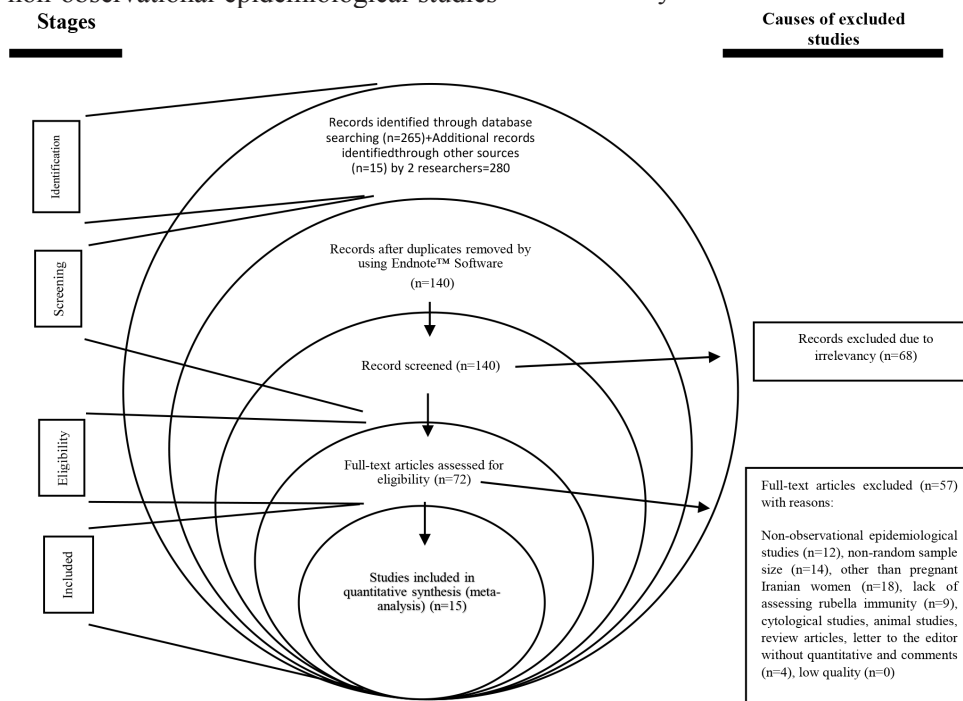 non-observational epidemiological studies
Stages
Causes of excluded
studies
Identification
Records identified through database
searching (n=265)+Additional records
identifiedthrough other sources
(n=15) by 2 researchers=280
Screening
Records after duplicates removed by
using Endnote™ Software
(n=140)
Record screened (n=140)
Records excluded due to
irrelevancy (n=68)
Eligibility
Full-text articles assessed for
eligibility (n=72)
Full-text articles excluded (n=57)
with reasons:
Non-observational epidemiological
studies (n=12), non-random sample
size (n=14), other than pregnant
Iranian women (n=18), lack of
assessing rubella immunity (n=9),
cytological studies, animal studies,
review articles, letter to the editor
without quantitative and comments
(n=4), low quality (n=0)
Included
Studies included in
quantitative synthesis (meta-
analysis) (n=15)